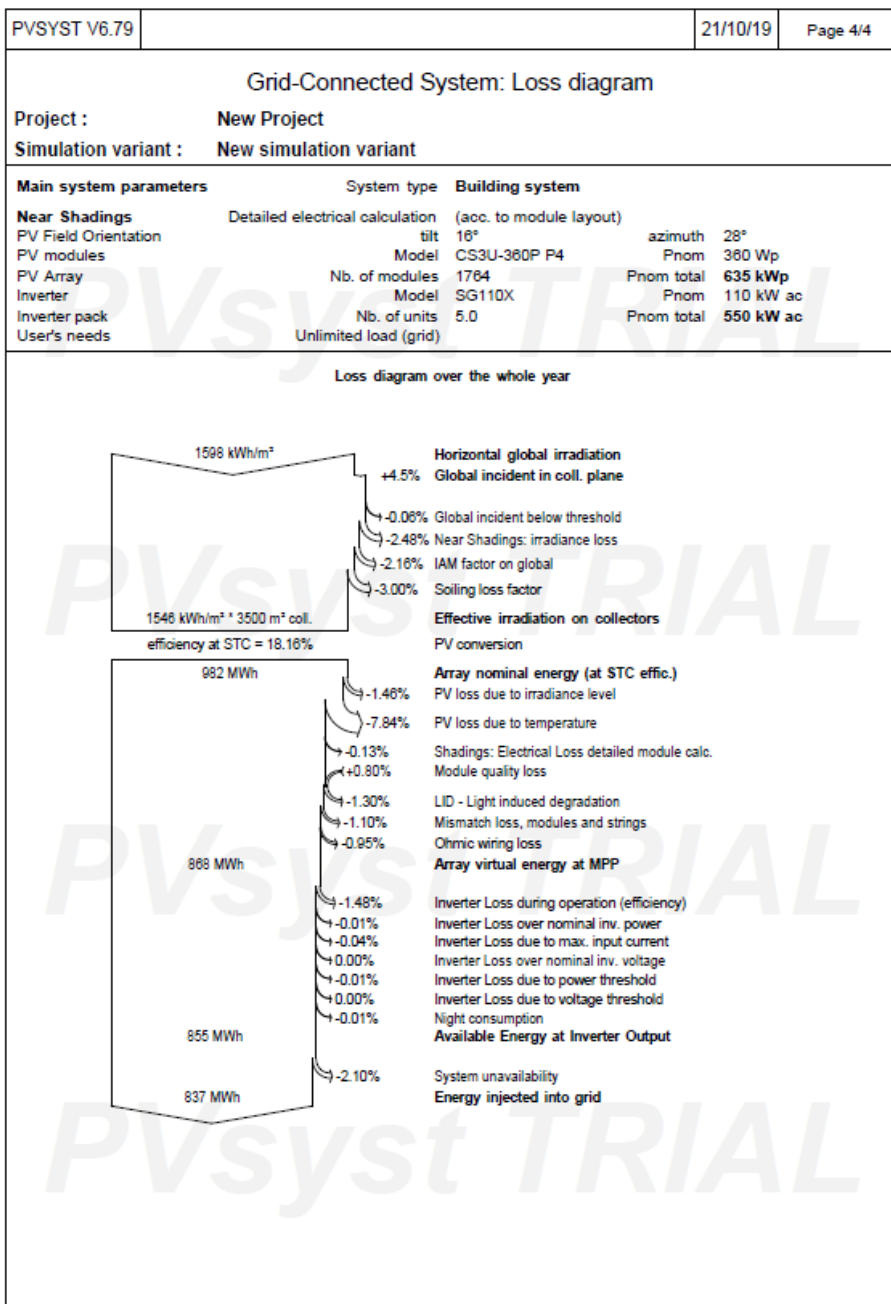 PVSYST V6.79 21/10/19 Page 4/4
Grid-Connected System: Loss diagram
Project : New Project
Simulation variant : New simulation variant
Main system parameters System type Building system
Near Shadings Detailed electrical calculation (acc. to module layout)
PV Field Orientation tilt 16° azimuth 28°
PV modules Model CS3U-360P P4 Pnom 360 Wp
PV Array Nb. of modules 1764 Pnom total 635 kWp
Inverter Model SG110X Pnom 110 kW ac
Inverter pack Nb. of units 5.0 Pnom total 550 kW ac
User's needs Unlimited load (grid)
PVsyst TRIAL
Loss diagram over the whole year
1598 kWh/m² Horizontal global irradiation
+4.5% Global incident in coll. plane
-0.06% Global incident below threshold
-2.48% Near Shadings: irradiance loss
-2.16% IAM factor on global
-3.00% Soiling loss factor
PVsyst TRIAL
1546 kWh/m² * 3500 m² coll. Effective irradiation on collectors
efficiency at STC = 18.16% PV conversion
982 MWh Array nominal energy (at STC effic.)
-1.46% PV loss due to irradiance level
-7.84% PV loss due to temperature
-0.13% Shadings: Electrical Loss detailed module calc.
+0.80% Module quality loss
-1.30% LID - Light induced degradation
-1.10% Mismatch loss, modules and strings
-0.95% Ohmic wiring loss
868 MWh Array virtual energy at MPP
PVsyst TRIAL
-1.48% Inverter Loss during operation (efficiency)
-0.01% Inverter Loss over nominal inv. power
-0.04% Inverter Loss due to max. input current
0.00% Inverter Loss over nominal inv. voltage
-0.01% Inverter Loss due to power threshold
0.00% Inverter Loss due to voltage threshold
-0.01% Night consumption
855 MWh Available Energy at Inverter Output
-2.10% System unavailability
837 MWh Energy injected into grid
PVsyst TRIAL